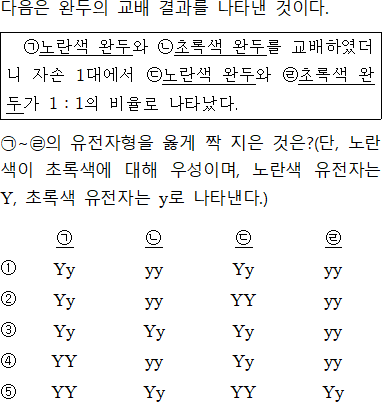 다음은 완두의 교배 결과를 나타낸 것이다.
㉠노란색 완두와 ㉡초록색 완두를 교배하였더
니 자손 1대에서 ㉢노란색 완두와 ㉣초록색 완
두가 1 : 1의 비율로 나타났다.
㉠~㉣의 유전자형을 옳게 짝 지은 것은?(단, 노란
색이 초록색에 대해 우성이며, 노란색 유전자는
Y, 초록색 유전자는 y로 나타낸다.)
㉠ ㉡ ㉢ ㉣
① Yy yy Yy yy
② Yy yy YY yy
③ Yy Yy Yy yy
④ YY yy Yy yy
⑤ YY Yy YY Yy